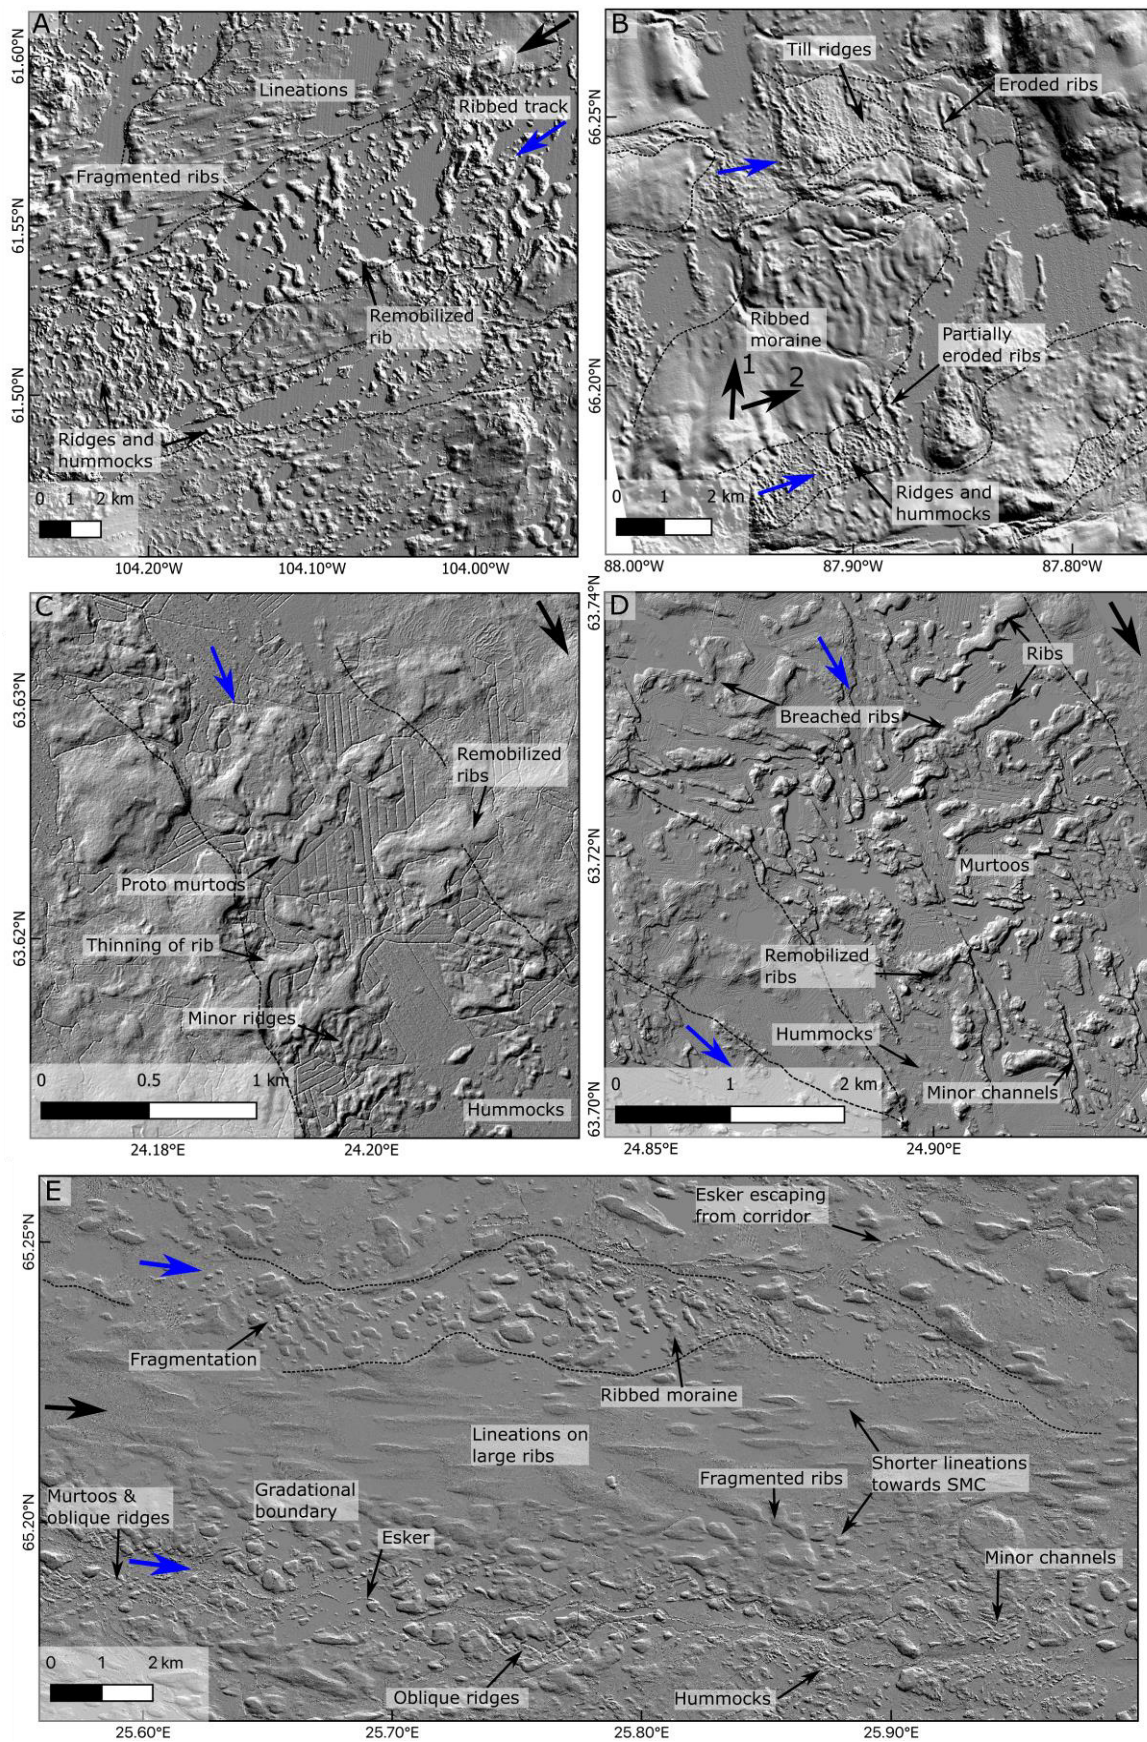 A
61.60°N
61.55°N
61.50°N
Lineations
Ribbed track
Fragmented ribs
Remobilized
rib
Ridges and
hummocks
0 1 2 km
104.20°W 104.10°W 104.00°W
B
66.25°N
66.20°N
Till ridges
Eroded ribs
Ribbed
moraine
1
2
Partially
eroded ribs
Ridges and
hummocks
0 1 2 km
88.00°W 87.90°W 87.80°W
C
63.63°N
63.62°N
Remobilized
ribs
Proto murtoos
Thinning of rib
Minor ridges
Hummocks
0 0.5 1 km
24.18°E 24.20°E
D
63.74°N
63.72°N
63.70°N
Ribs
Breached ribs
Murtoos
Remobilized
ribs
Hummocks
Minor channels
0 1 2 km
24.85°E 24.90°E
E
65.25°N
65.20°N
Esker escaping
from corridor
Fragmentation
Ribbed moraine
Lineations on
large ribs
Shorter lineations
towards SMC
Fragmented ribs
Gradational
boundary
Murtoos &
oblique ridges
Esker
Minor channels
Oblique ridges
Hummocks
0 1 2 km
25.60°E 25.70°E 25.80°E 25.90°E